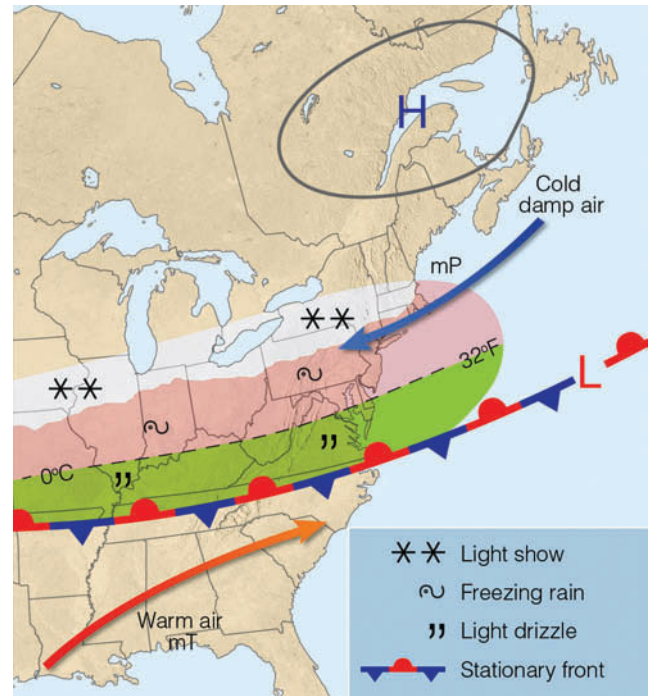 H
Cold
damp air
mP
32°F
L
0°C
Warm air
mT
Light show
Freezing rain
Light drizzle
Stationary front